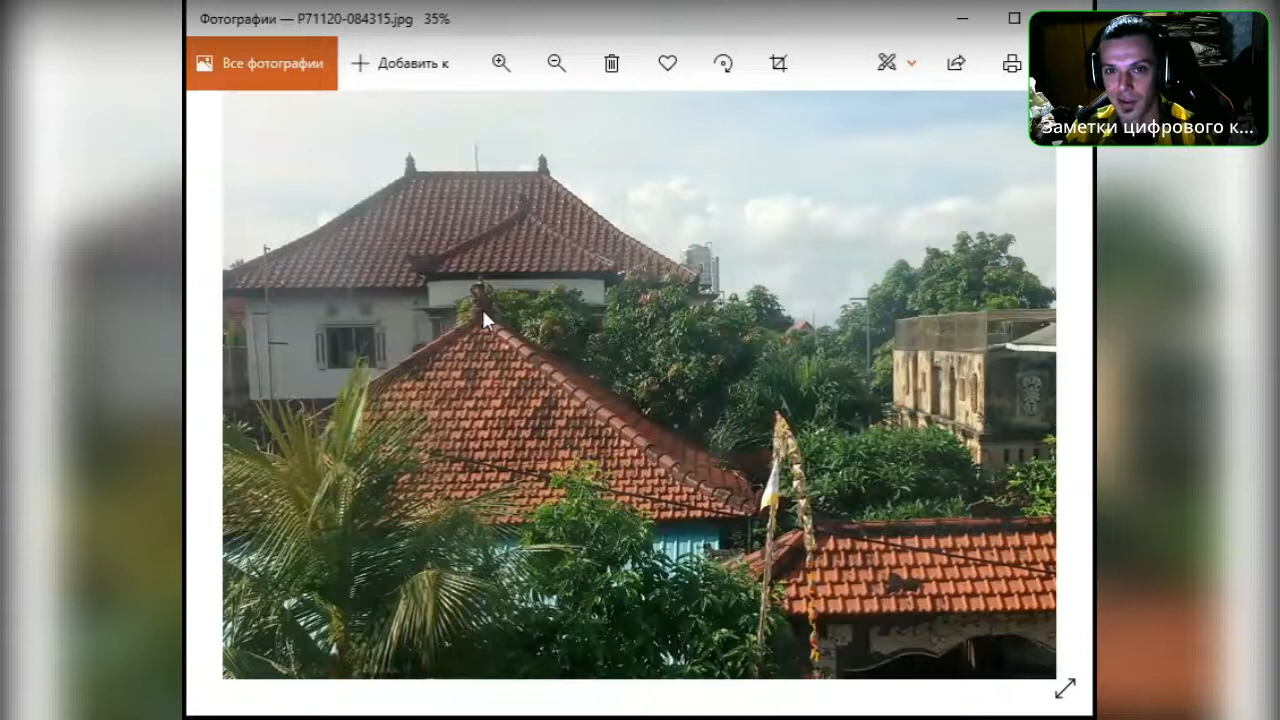 Фотографии — P71120-084315.jpg 35%
Все фотографии
Добавить к
Заметки цифрового к...